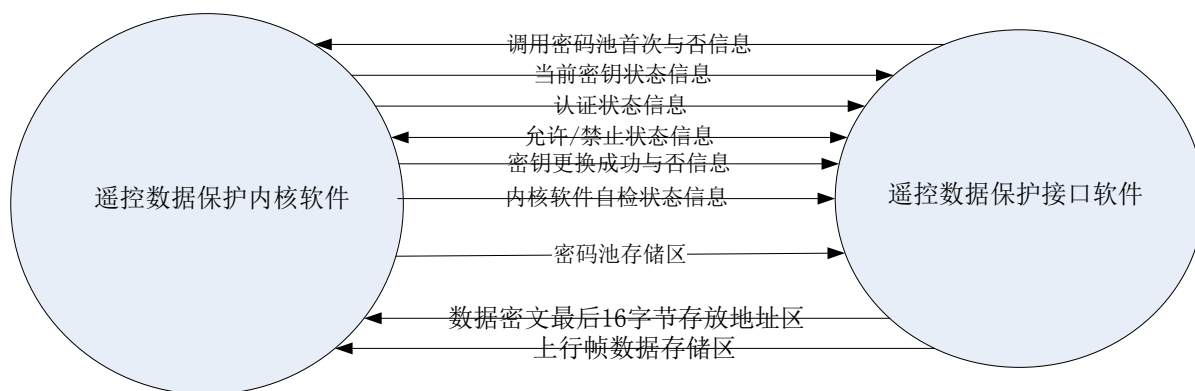 调用密码池首次与否信息
当前密钥状态信息
认证状态信息
允许/禁止状态信息
密钥更换成功与否信息
遥控数据保护内核软件
内核软件自检状态信息
遥控数据保护接口软件
密码池存储区
数据密文最后16字节存放地址区
上行帧数据存储区